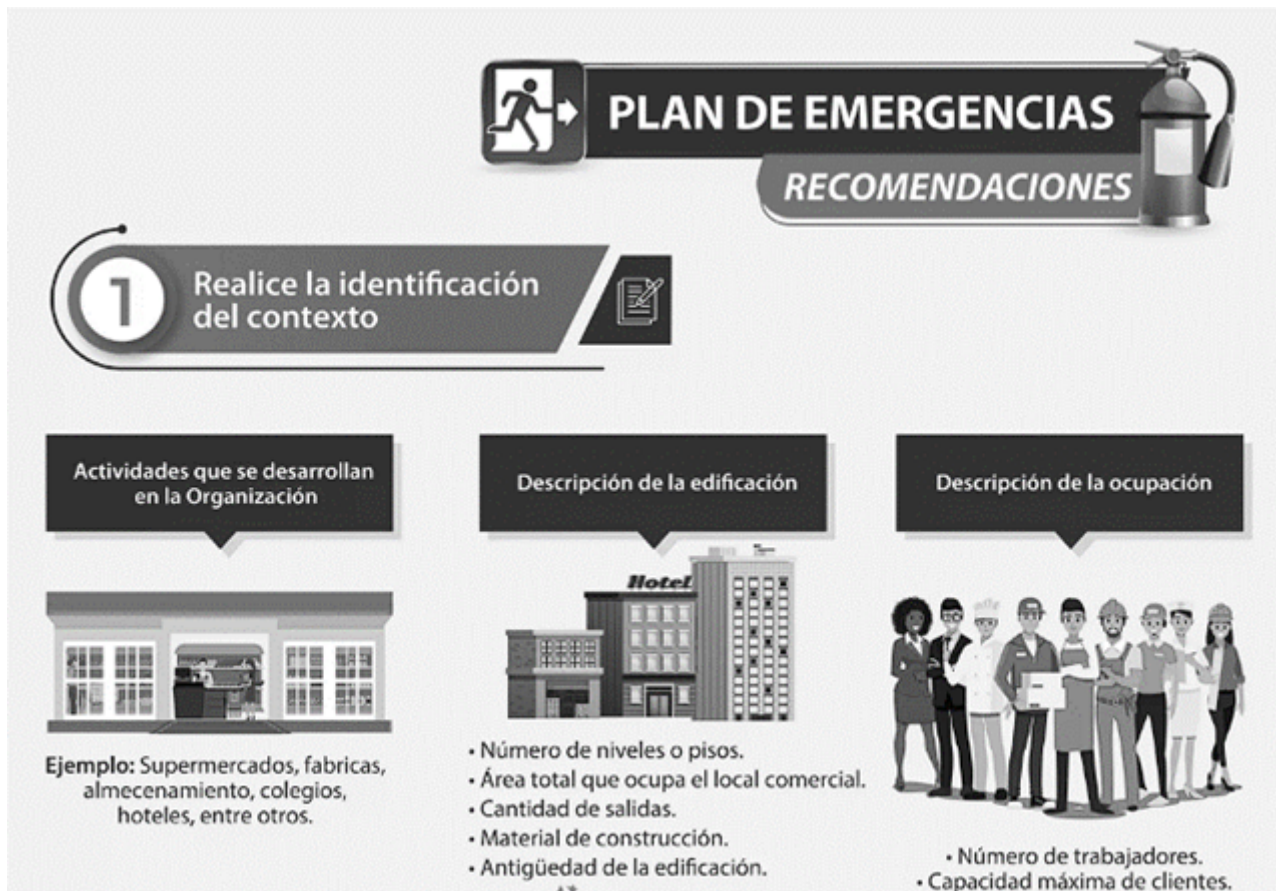 PLAN DE EMERGENCIAS
RECOMENDACIONES
1
Realice la identificación
del contexto
Actividades que se desarrollan
en la Organización
Ejemplo: Supermercados, fabricas,
almecenamiento, colegios,
hoteles, entre otros.
Descripción de la edificación
Hotel
• Número de niveles o pisos.
• Área total que ocupa el local comercial.
• Cantidad de salidas.
• Material de construcción.
• Antigüedad de la edificación.
Descripción de la ocupación
• Número de trabajadores.
• Capacidad máxima de clientes.